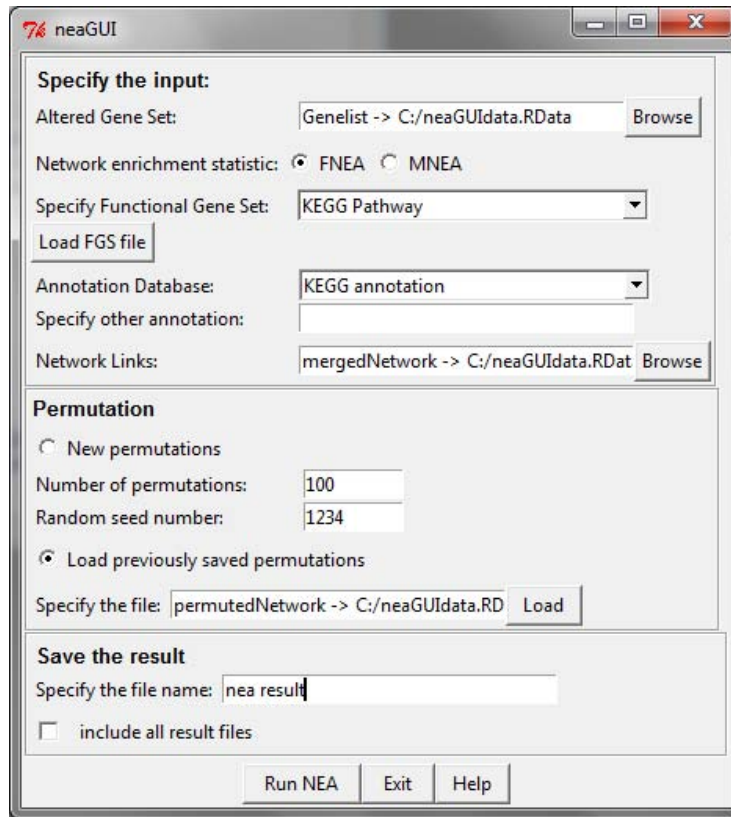 neaGUI
Specify the input:
Altered Gene Set: Genelist -> C:/neaGUIdata.RData Browse
Network enrichment statistic: FNEA MNEA
Specify Functional Gene Set: KEGG Pathway
Load FGS file
Annotation Database: KEGG annotation
Specify other annotation:
Network Links: mergedNetwork -> C:/neaGUIdata.RDat Browse
Permutation
New permutations
Number of permutations: 100
Random seed number: 1234
Load previously saved permutations
Specify the file: permutedNetwork -> C:/neaGUIdata.RD Load
Save the result
Specify the file name: nea result
include all result files
Run NEA Exit Help